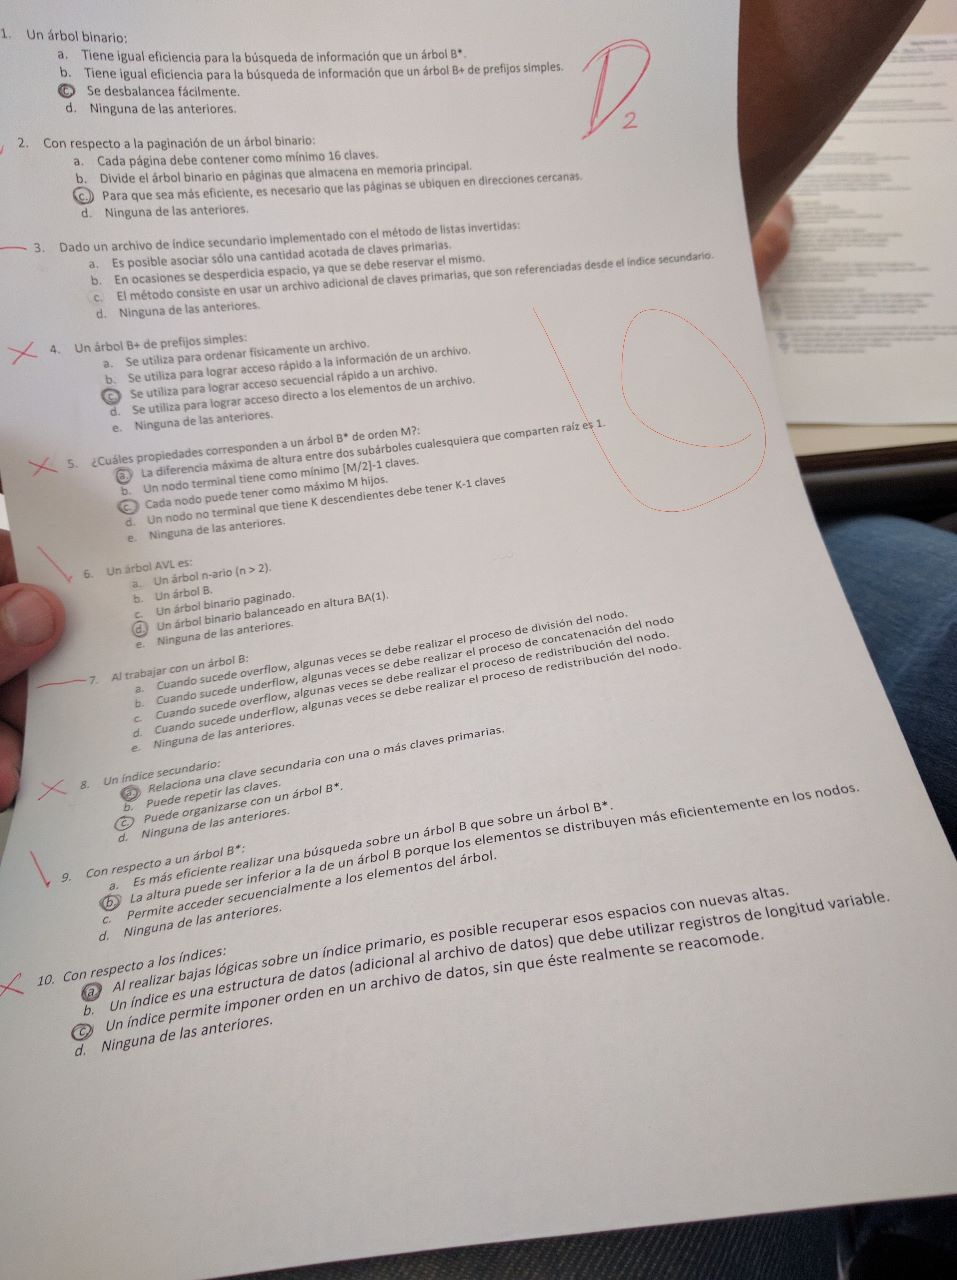 1. Un árbol binario:
a. Tiene igual eficiencia para la búsqueda de información que un árbol B*.
b. Tiene igual eficiencia para la búsqueda de información que un árbol B+ de prefijos simples.
c. Se desbalancea fácilmente.
d. Ninguna de las anteriores.
D2
2. Con respecto a la paginación de un árbol binario:
a. Cada página debe contener como mínimo 16 claves.
b. Divide el árbol binario en páginas que almacena en memoria principal.
c. Para que sea más eficiente, es necesario que las páginas se ubiquen en direcciones cercanas.
d. Ninguna de las anteriores.
3. Dado un archivo de índice secundario implementado con el método de listas invertidas:
a. Es posible asociar sólo una cantidad acotada de claves primarias.
b. En ocasiones se desperdicia espacio, ya que se debe reservar el mismo.
c. El método consiste en usar un archivo adicional de claves primarias, que son referenciadas desde el índice secundario.
d. Ninguna de las anteriores.
4. Un árbol B+ de prefijos simples:
a. Se utiliza para ordenar físicamente un archivo.
b. Se utiliza para lograr acceso rápido a la información de un archivo.
c. Se utiliza para lograr acceso secuencial rápido a un archivo.
d. Se utiliza para lograr acceso directo a los elementos de un archivo.
e. Ninguna de las anteriores.
5. ¿Cuáles propiedades corresponden a un árbol B* de orden M?:
a. La diferencia máxima de altura entre dos subárboles cualesquiera que comparten raíz es 1.
b. Un nodo terminal tiene como mínimo [M/2]-1 claves.
c. Cada nodo puede tener como máximo M hijos.
d. Un nodo no terminal que tiene K descendientes debe tener K-1 claves
e. Ninguna de las anteriores.
6. Un árbol AVL es:
a. Un árbol n-ario (n > 2).
b. Un árbol B.
c. Un árbol binario paginado.
d. Un árbol binario balanceado en altura BA(1).
e. Ninguna de las anteriores.
7. Al trabajar con un árbol B:
a. Cuando sucede overflow, algunas veces se debe realizar el proceso de división del nodo.
b. Cuando sucede underflow, algunas veces se debe realizar el proceso de concatenación del nodo
c. Cuando sucede overflow, algunas veces se debe realizar el proceso de redistribución del nodo.
d. Cuando sucede underflow, algunas veces se debe realizar el proceso de redistribución del nodo.
e. Ninguna de las anteriores.
8. Un índice secundario:
a. Relaciona una clave secundaria con una o más claves primarias.
b. Puede repetir las claves.
c. Puede organizarse con un árbol B*.
d. Ninguna de las anteriores.
9. Con respecto a un árbol B*:
a. Es más eficiente realizar una búsqueda sobre un árbol B que sobre un árbol B*.
b. La altura puede ser inferior a la de un árbol B porque los elementos se distribuyen más eficientemente en los nodos.
c. Permite acceder secuencialmente a los elementos del árbol.
d. Ninguna de las anteriores.
10. Con respecto a los índices:
a. Al realizar bajas lógicas sobre un índice primario, es posible recuperar esos espacios con nuevas altas.
b. Un índice es una estructura de datos (adicional al archivo de datos) que debe utilizar registros de longitud variable.
c. Un índice permite imponer orden en un archivo de datos, sin que éste realmente se reacomode.
d. Ninguna de las anteriores.